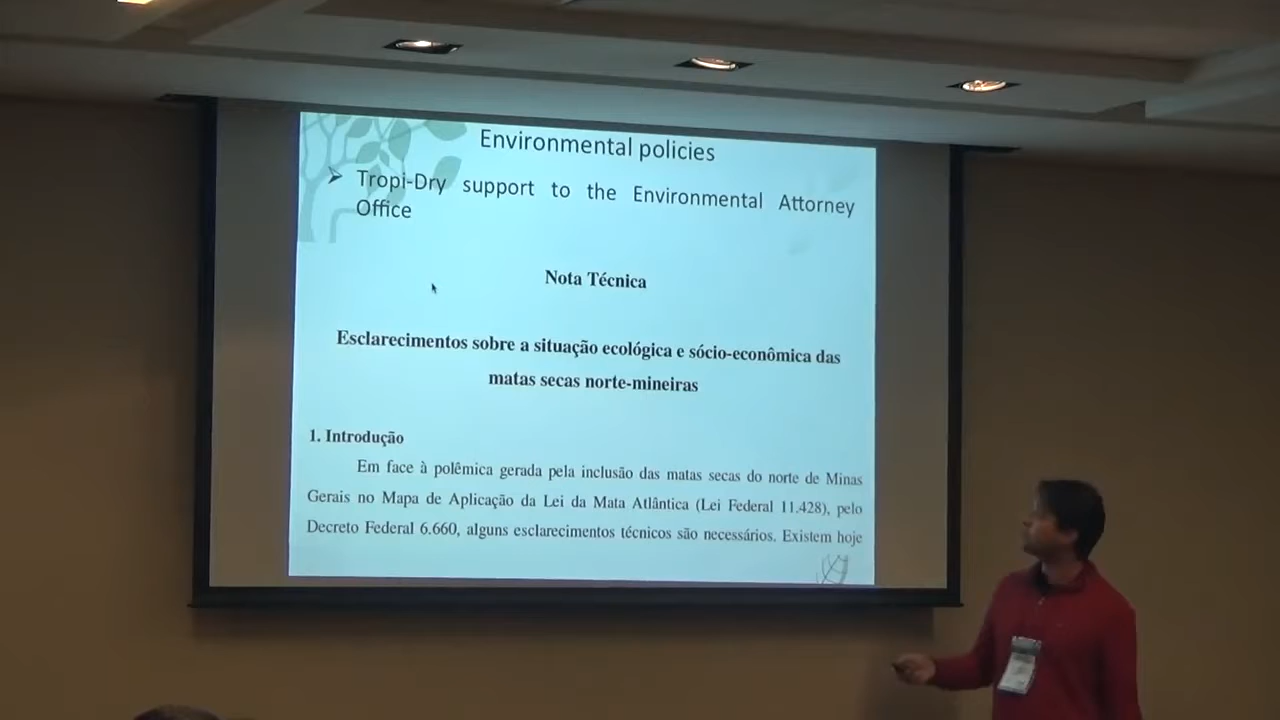 Environmental policies
➢ Tropi-Dry support to the Environmental Attorney
Office
Nota Técnica
Esclarecimentos sobre a situação ecológica e sócio-econômica das
matas secas norte-mineiras
1. Introdução
Em face à polêmica gerada pela inclusão das matas secas do norte de Minas
Gerais no Mapa de Aplicação da Lei da Mata Atlântica (Lei Federal 11.428), pelo
Decreto Federal 6.660, alguns esclarecimentos técnicos são necessários. Existem hoje